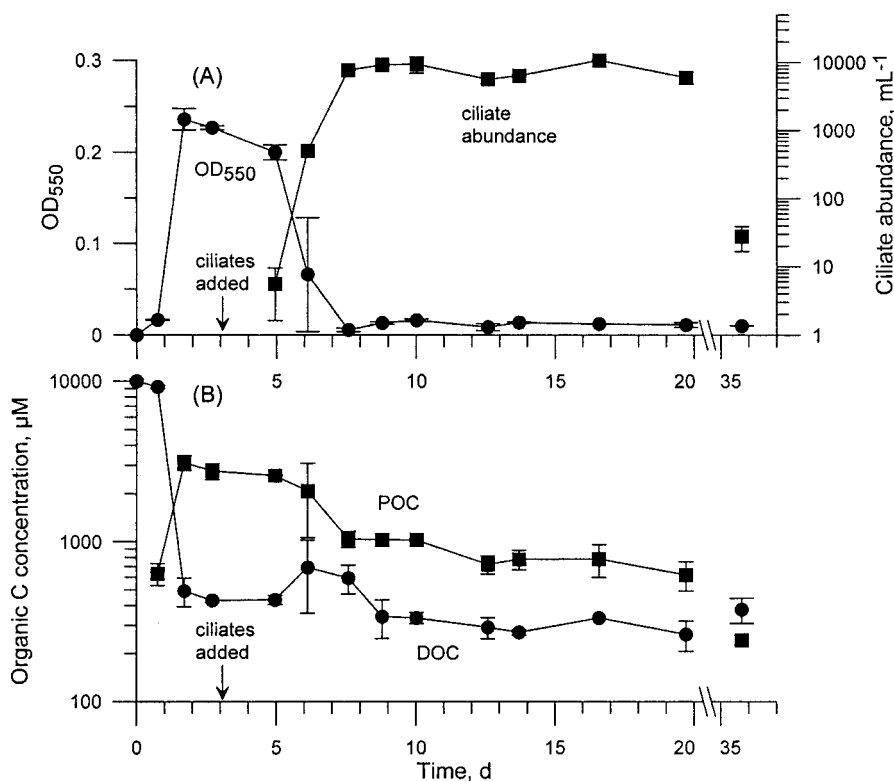 (A)
0.3
0.2
0.1
0
OD550
10000
1000
100
10
1
Ciliate abundance, mL-1
ciliate
abundance
OD550
ciliates
added
0 5 10 15 20 35
(B)
10000
1000
100
Organic C concentration, µM
POC
DOC
ciliates
added
0 5 10 15 20 35
Time, d